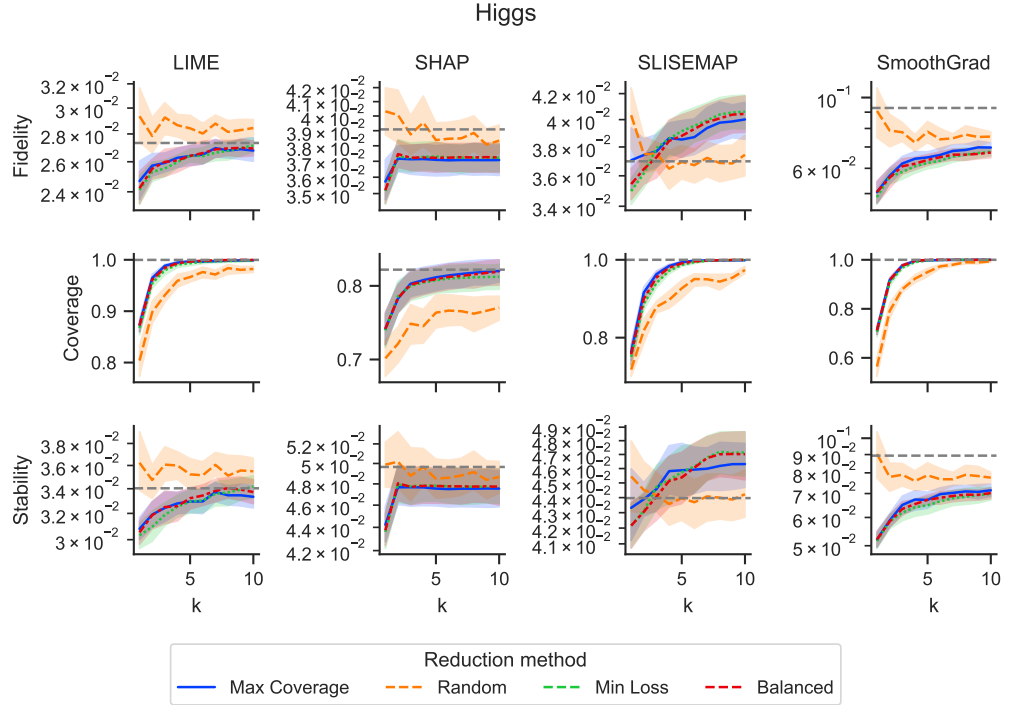 Higgs
LIME
SHAP
SLISEMAP
SmoothGrad
Fidelity
3.2 × 10⁻²
3 × 10⁻²
2.8 × 10⁻²
2.6 × 10⁻²
2.4 × 10⁻²
4.2 × 10⁻²
4.1 × 10⁻²
4 × 10⁻²
3.9 × 10⁻²
3.8 × 10⁻²
3.7 × 10⁻²
3.6 × 10⁻²
3.5 × 10⁻²
4.2 × 10⁻²
4 × 10⁻²
3.8 × 10⁻²
3.6 × 10⁻²
3.4 × 10⁻²
10⁻¹
6 × 10⁻²
Coverage
1.0
0.9
0.8
0.8
0.7
1.0
0.8
1.0
0.8
0.6
Stability
3.8 × 10⁻²
3.6 × 10⁻²
3.4 × 10⁻²
3.2 × 10⁻²
3 × 10⁻²
5.2 × 10⁻²
5 × 10⁻²
4.8 × 10⁻²
4.6 × 10⁻²
4.4 × 10⁻²
4.2 × 10⁻²
4.9 × 10⁻²
4.8 × 10⁻²
4.7 × 10⁻²
4.6 × 10⁻²
4.5 × 10⁻²
4.4 × 10⁻²
4.3 × 10⁻²
4.2 × 10⁻²
4.1 × 10⁻²
10⁻¹
9 × 10⁻²
8 × 10⁻²
7 × 10⁻²
6 × 10⁻²
5 × 10⁻²
5 10
5 10
5 10
5 10
k
k
k
k
Reduction method
Max Coverage
Random
Min Loss
Balanced